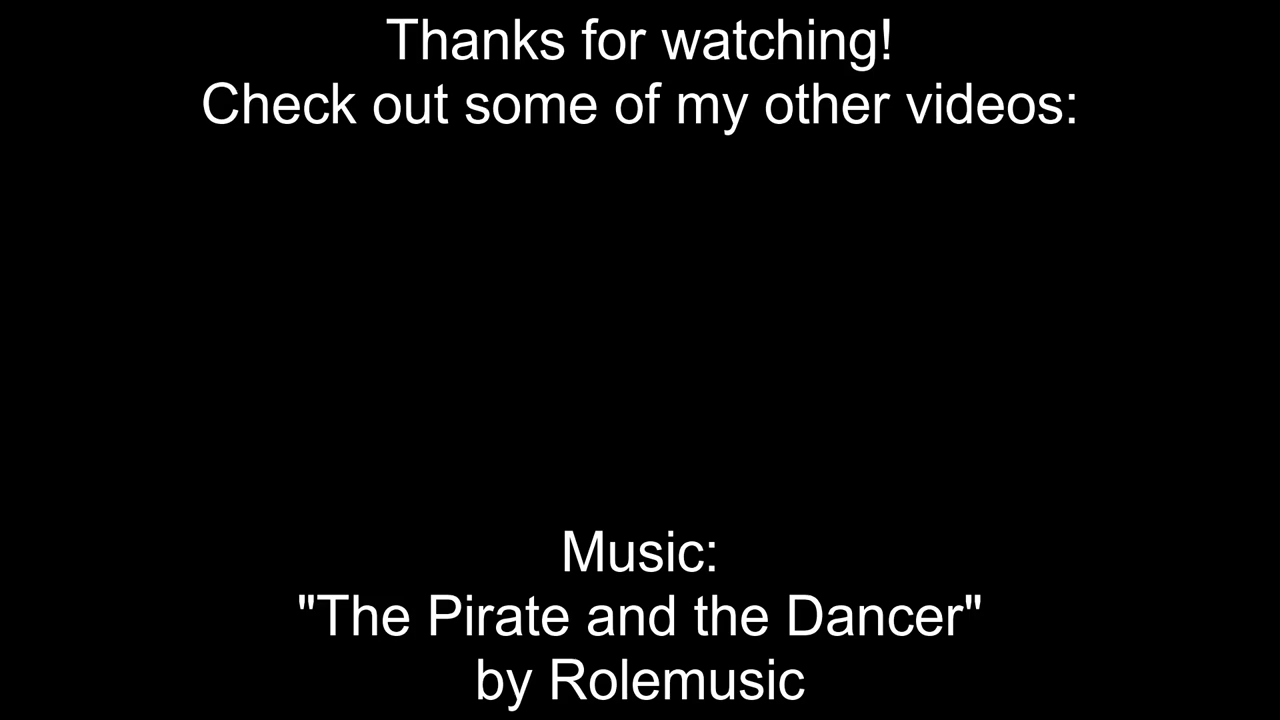 Thanks for watching!
Check out some of my other videos:
Music:
"The Pirate and the Dancer"
by Rolemusic